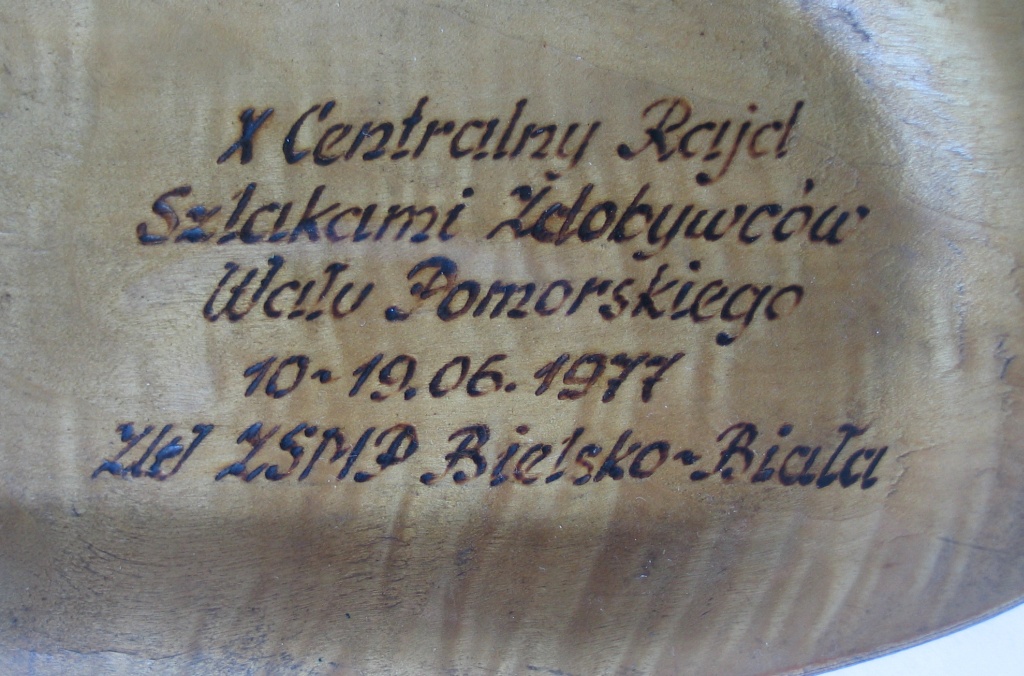 X Centralny Rajd
Szlakami Zdobywców
Wału Pomorskiego
10-19.06.1977
ZW ZSMP Bielsko-Biała